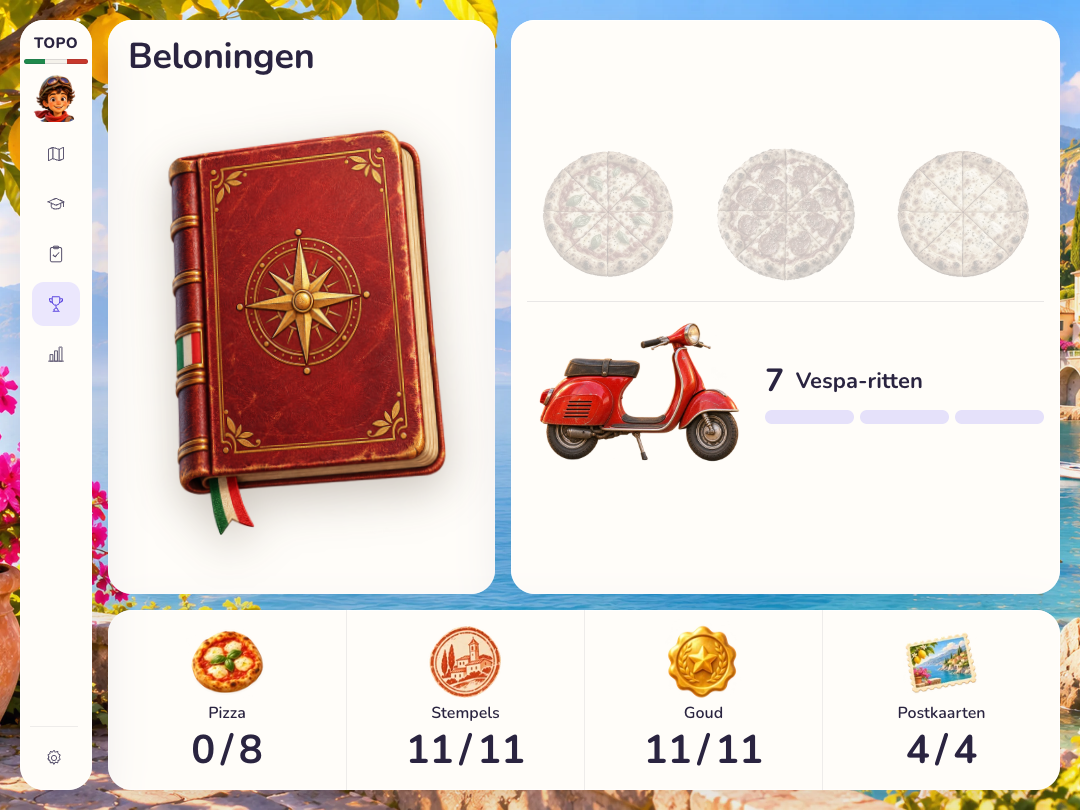 TOPO
Beloningen
7 Vespa-ritten
Pizza
0/8
Stempels
11/11
Goud
11/11
Postkaarten
4/4